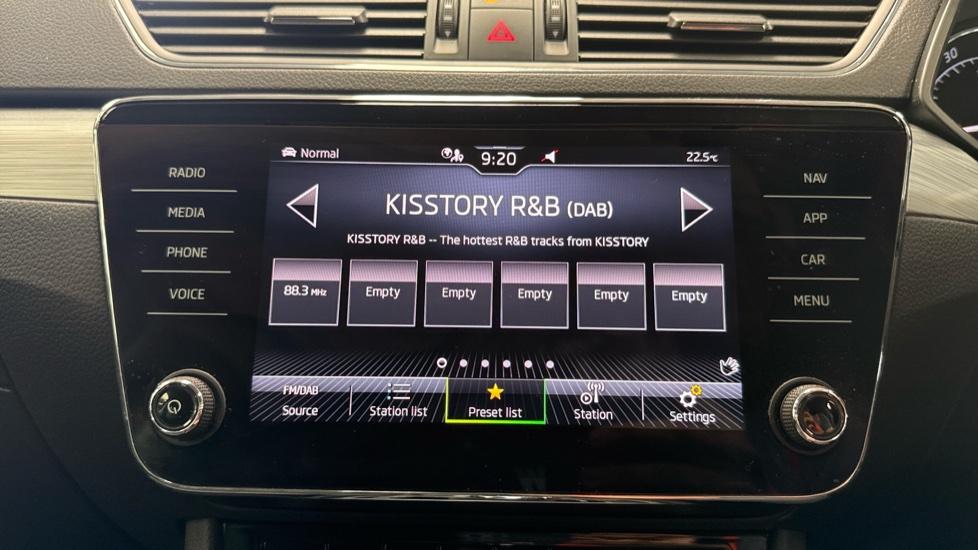 30
Normal
9:20
22.5°C
RADIO
MEDIA
PHONE
VOICE
KISSTORY R&B (DAB)
KISSTORY R&B -- The hottest R&B tracks from KISSTORY
88.3 MHz
Empty
Empty
Empty
Empty
Empty
FM/DAB
Source
Station list
Preset list
Station
Settings
NAV
APP
CAR
MENU